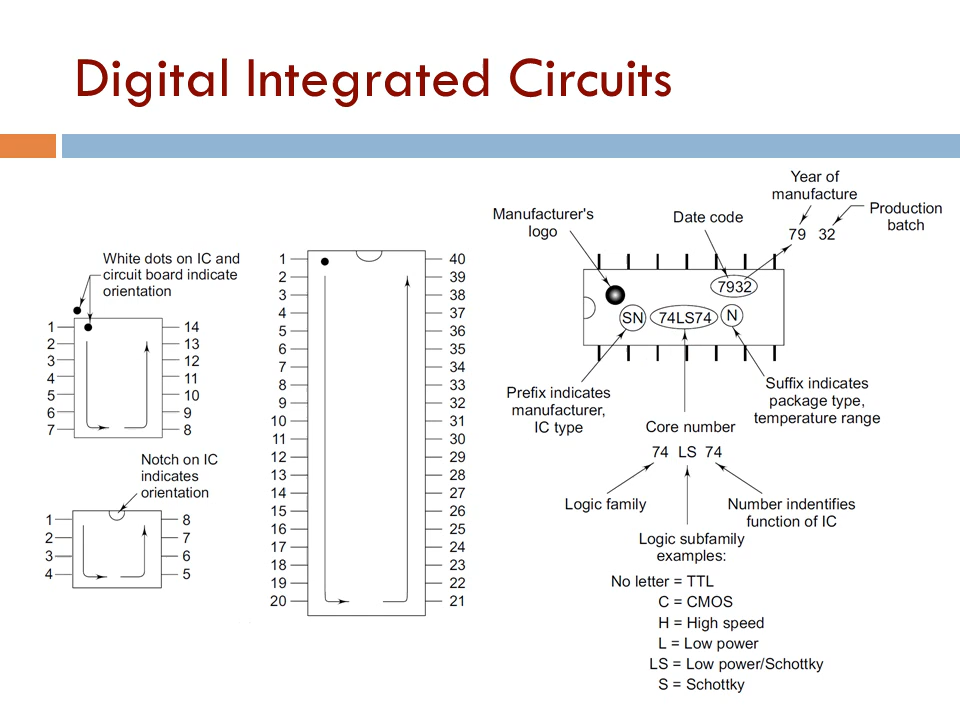 Digital Integrated Circuits
White dots on IC and
circuit board indicate
orientation
1 14
2 13
3 12
4 11
5 10
6 9
7 8
Notch on IC
indicates
orientation
1 8
2 7
3 6
4 5
1 40
2 39
3 38
4 37
5 36
6 35
7 34
8 33
9 32
10 31
11 30
12 29
13 28
14 27
15 26
16 25
17 24
18 23
19 22
20 21
Year of
manufacture
Production
batch
79 32
Manufacturer's
logo
Date code
7932
SN 74LS74 N
Prefix indicates
manufacturer,
IC type
Suffix indicates
package type,
temperature range
Core number
74 LS 74
Logic family
Number indentifies
function of IC
Logic subfamily
examples:
No letter = TTL
C = CMOS
H = High speed
L = Low power
LS = Low power/Schottky
S = Schottky